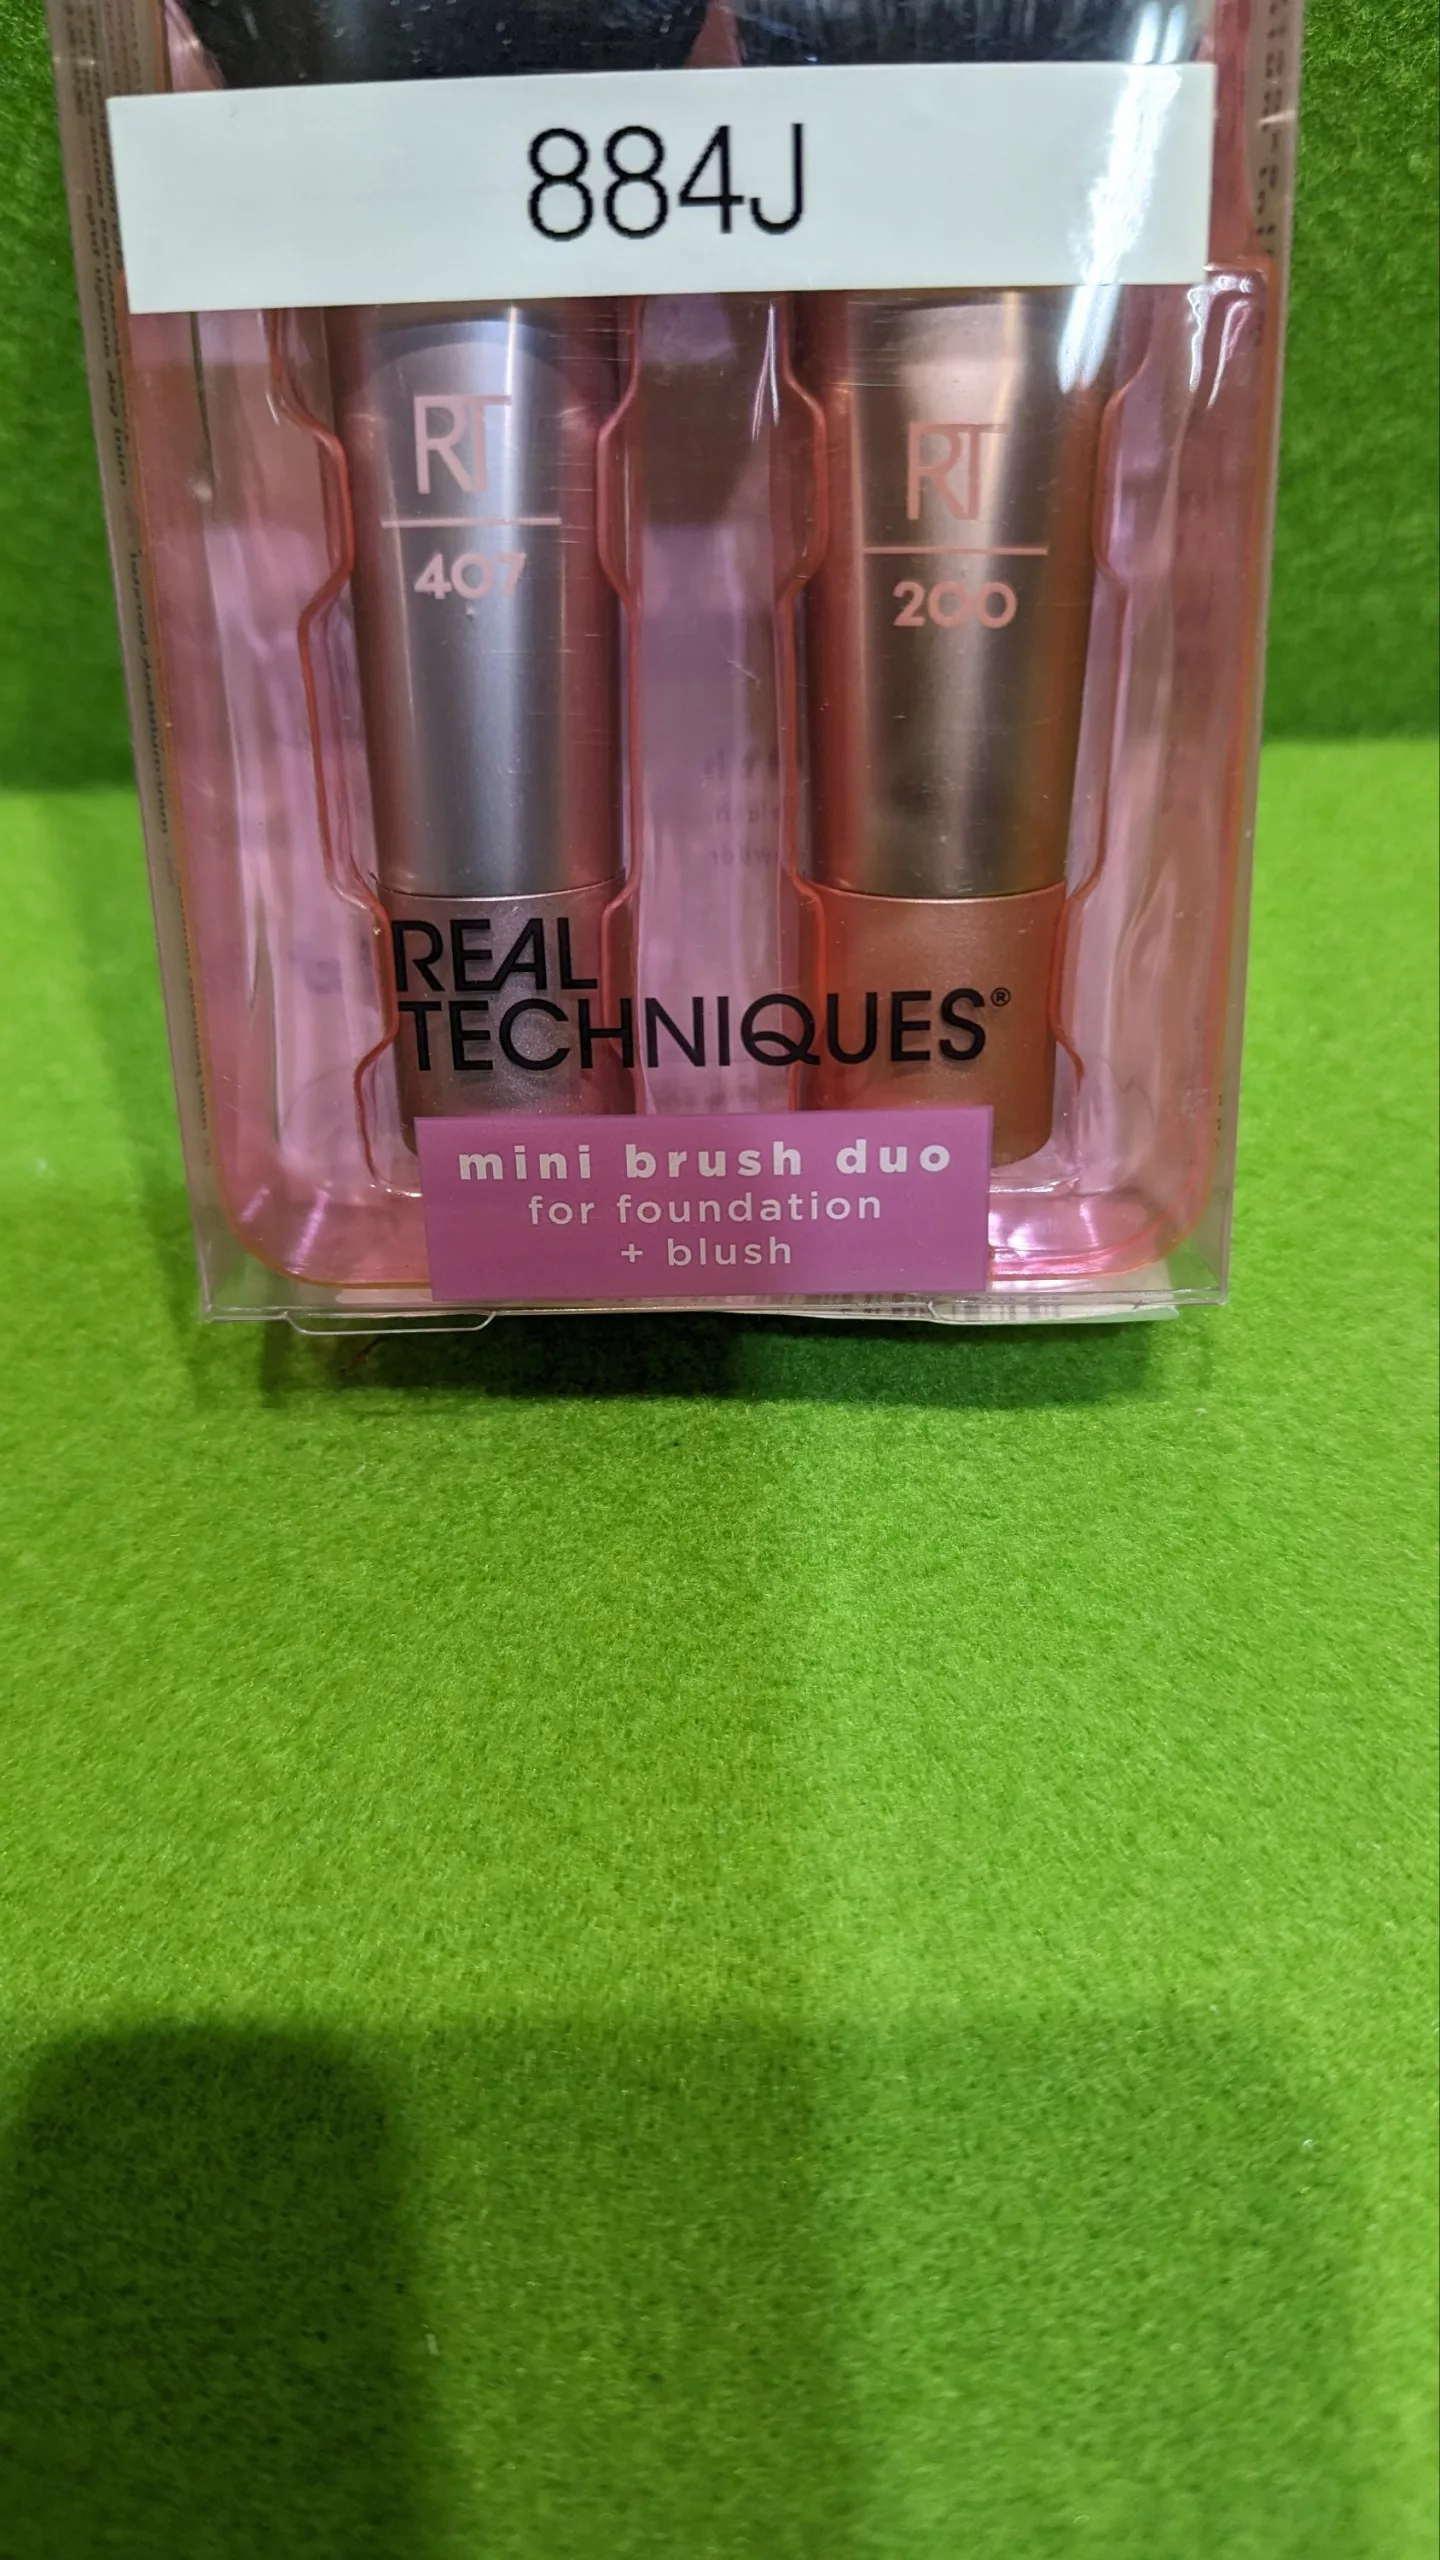 884J
RT
407
RT
200
REAL
TECHNIQUES®
mini brush duo
for foundation
+ blush